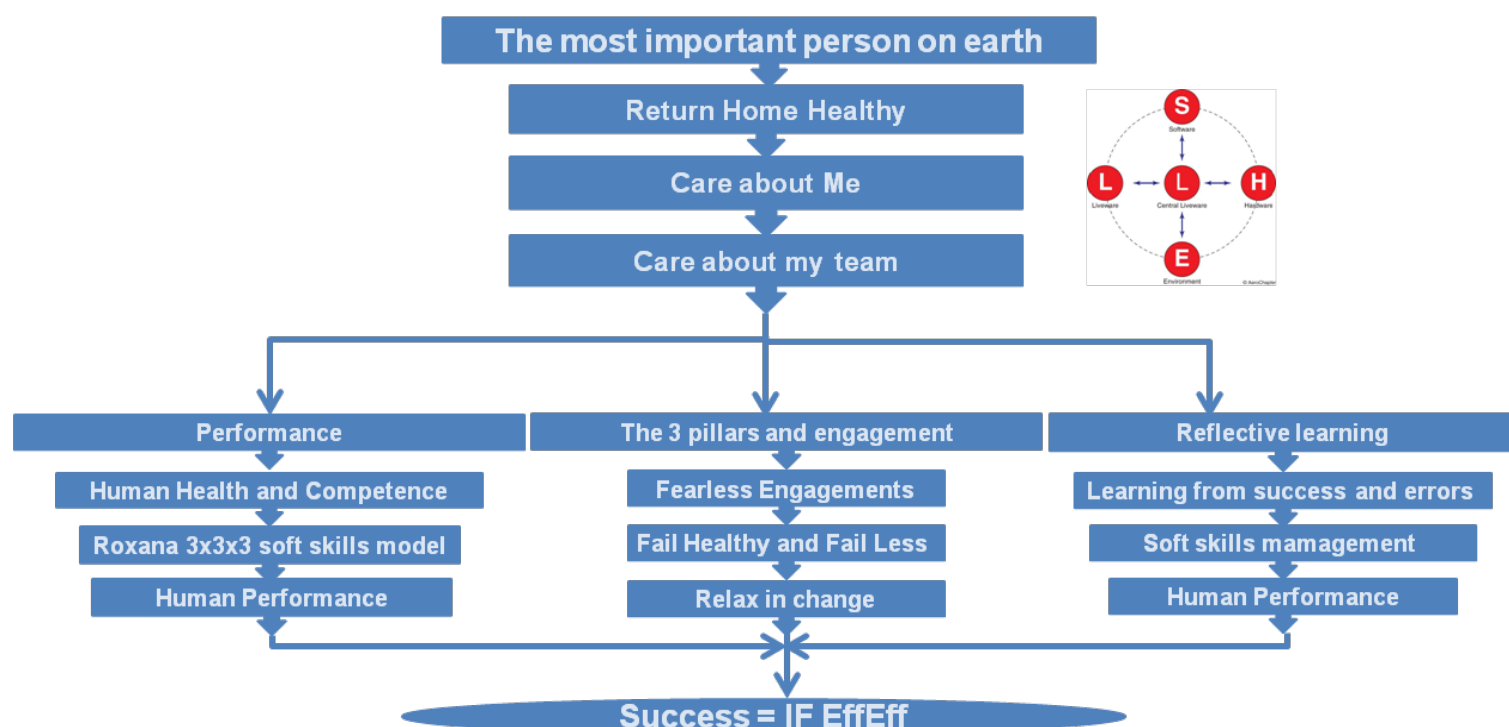 The most important person on earth
Return Home Healthy
Care about Me
Care about my team
S
Software
L
Liveware
L
Central Liveware
H
Hardware
E
Environment
© AeroChapter
Performance
Human Health and Competence
Roxana 3x3x3 soft skills model
Human Performance
The 3 pillars and engagement
Fearless Engagements
Fail Healthy and Fail Less
Relax in change
Reflective learning
Learning from success and errors
Soft skills mamagement
Human Performance
Success = IF EffEff